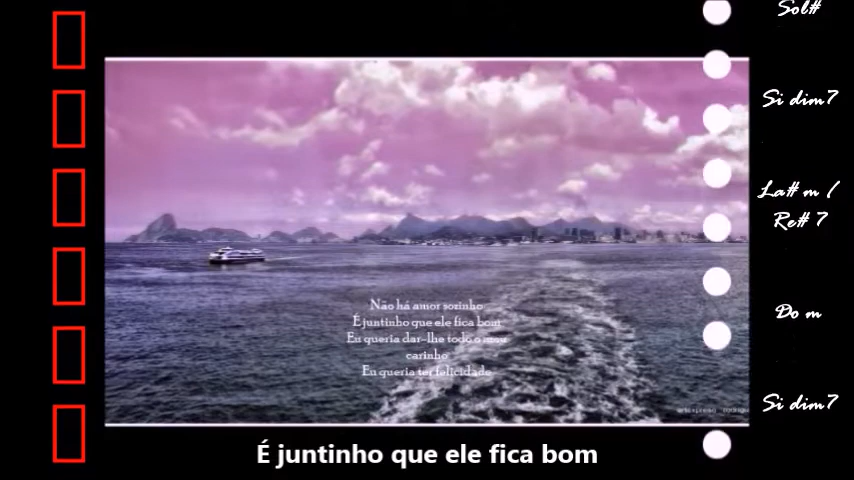 Sol#
Si dim7
La# m /
Re# 7
Do m
Si dim7
Não há amor sozinho
É juntinho que ele fica bom
Eu queria dar-lhe todo o meu
carinho
Eu queria ter felicidade
É juntinho que ele fica bom